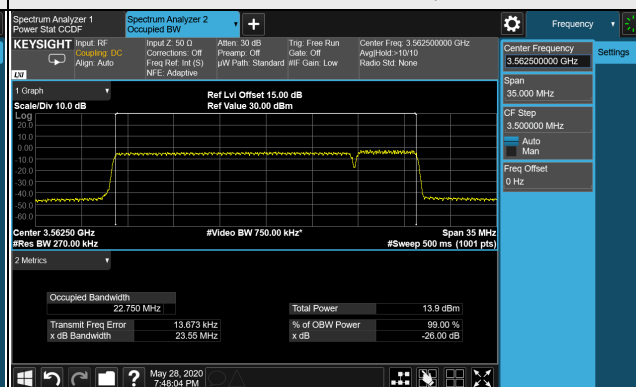 Spectrum Analyzer 1
Power Stat CCDF
Spectrum Analyzer 2
Occupied BW
Frequency
KEYSIGHT
Input: RF
Coupling: DC
Align: Auto
Input Z: 50 Ω
Corrections: Off
Freq Ref: Int (S)
NFE: Adaptive
Atten: 30 dB
Preamp: Off
µW Path: Standard
Trig: Free Run
Gate: Off
#IF Gain: Low
Center Freq: 3.562500000 GHz
Avg|Hold:>10/10
Radio Std: None
LXI
Center Frequency
3.562500000 GHz
Settings
Span
35.000 MHz
CF Step
3.500000 MHz
Auto
Man
Freq Offset
0 Hz
1 Graph
Scale/Div 10.0 dB
Ref Lvl Offset 15.00 dB
Ref Value 30.00 dBm
Log
20.0
10.0
0.00
-10.0
-20.0
-30.0
-40.0
-50.0
-60.0
Center 3.56250 GHz
#Video BW 750.00 kHz*
Span 35 MHz
#Res BW 270.00 kHz
#Sweep 500 ms (1001 pts)
2 Metrics
Occupied Bandwidth
22.750 MHz
Total Power
13.9 dBm
Transmit Freq Error
13.673 kHz
% of OBW Power
99.00 %
x dB Bandwidth
23.55 MHz
x dB
-26.00 dB
?
May 28, 2020
7:48:04 PM